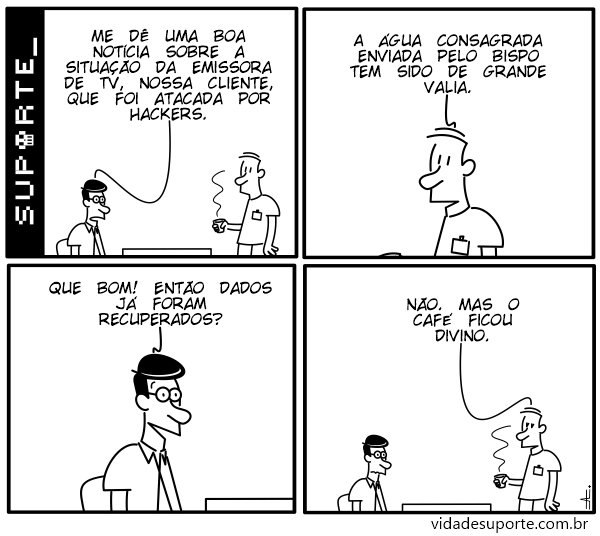 SUPORTE_
ME DÊ UMA BOA
NOTÍCIA SOBRE A
SITUAÇÃO DA EMISSORA
DE TV, NOSSA CLIENTE,
QUE FOI ATACADA POR
HACKERS.
A ÁGUA CONSAGRADA
ENVIADA PELO BISPO
TEM SIDO DE GRANDE
VALIA.
QUE BOM! ENTÃO DADOS
JÁ FORAM
RECUPERADOS?
NÃO. MAS O
CAFÉ FICOU
DIVINO.
vidadesuporte.com.br